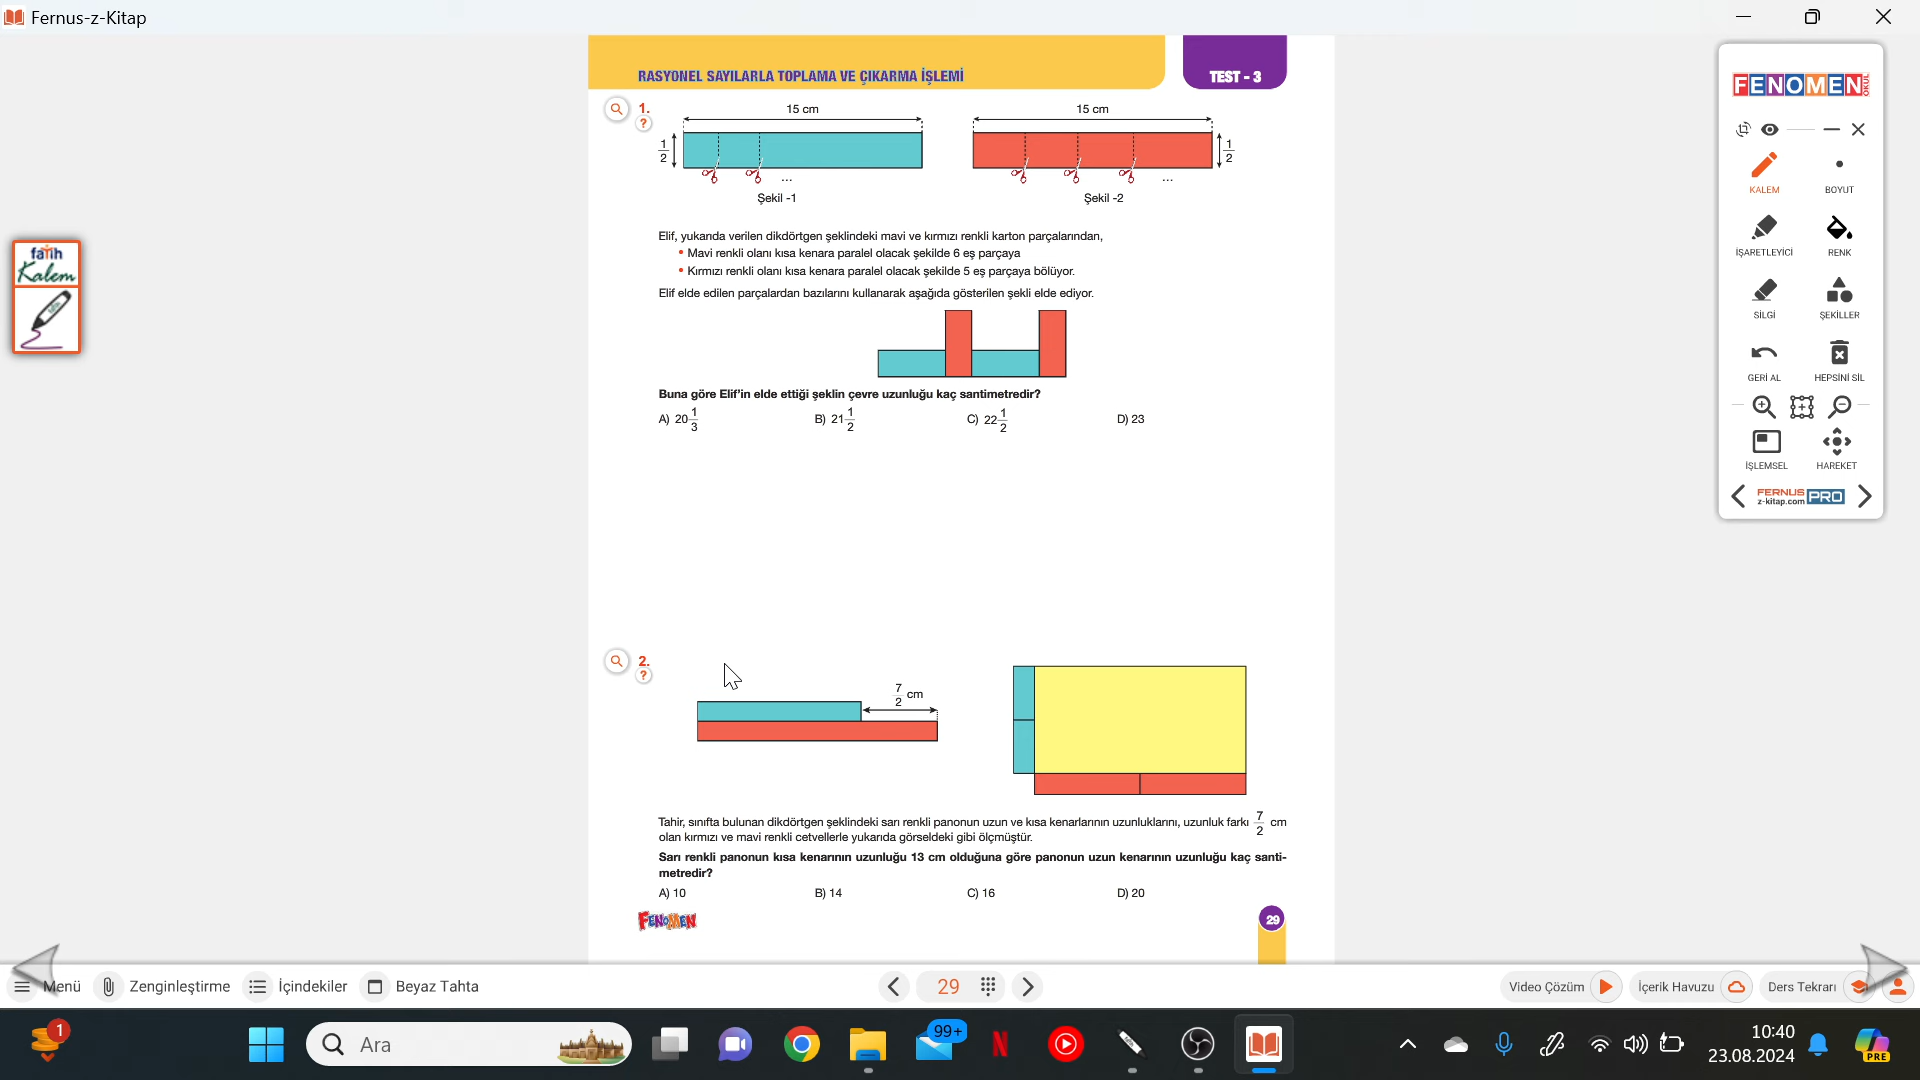 Fernus-z-Kitap
RASYONEL SAYILARLA TOPLAMA VE ÇIKARMA İŞLEMİ
TEST - 3
1.
?
15 cm
15 cm
1/2
1/2
...
...
Şekil -1
Şekil -2
Elif, yukarıda verilen dikdörtgen şeklindeki mavi ve kırmızı renkli karton parçalarından,
• Mavi renkli olanı kısa kenara paralel olacak şekilde 6 eş parçaya
• Kırmızı renkli olanı kısa kenara paralel olacak şekilde 5 eş parçaya bölüyor.
Elif elde edilen parçalardan bazılarını kullanarak aşağıda gösterilen şekli elde ediyor.
Buna göre Elif'in elde ettiği şeklin çevre uzunluğu kaç santimetredir?
A) 20 1/3 B) 21 1/2 C) 22 1/2 D) 23
2.
?
7/2 cm
Tahir, sınıfta bulunan dikdörtgen şeklindeki sarı renkli panonun uzun ve kısa kenarlarının uzunluklarını, uzunluk farkı 7/2 cm
olan kırmızı ve mavi renkli cetvellerle yukarıda görseldeki gibi ölçmüştür.
Sarı renkli panonun kısa kenarının uzunluğu 13 cm olduğuna göre panonun uzun kenarının uzunluğu kaç santi-
metredir?
A) 10 B) 14 C) 16 D) 20
FENOMEN
29
fatih
Kalem
FENOMEN OKUL
KALEM
BOYUT
İŞARETLEYİCİ
RENK
SİLGİ
ŞEKİLLER
GERİ AL
HEPSİNİ SİL
İŞLEMSEL
HAREKET
FERNUS
z-kitap.com
PRO
Menü
Zenginleştirme
İçindekiler
Beyaz Tahta
29
Video Çözüm
İçerik Havuzu
Ders Tekrarı
1
Ara
99+
N
10:40
23.08.2024
PRE